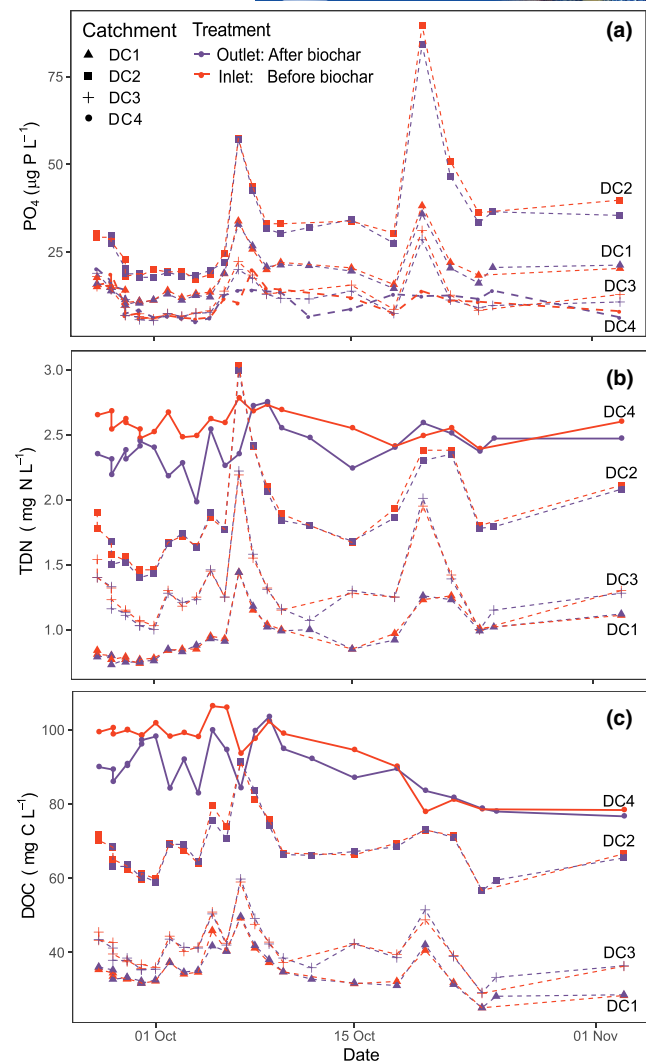 Catchment
DC1
DC2
DC3
DC4
Treatment
Outlet: After biochar
Inlet: Before biochar
(a)
PO4 (µg P L−1)
75
50
25
DC2
DC1
DC3
DC4
(b)
TDN ( mg N L−1)
3.0
2.5
2.0
1.5
1.0
DC4
DC2
DC3
DC1
(c)
DOC ( mg C L−1)
100
80
60
40
DC4
DC2
DC3
DC1
01 Oct
15 Oct
01 Nov
Date